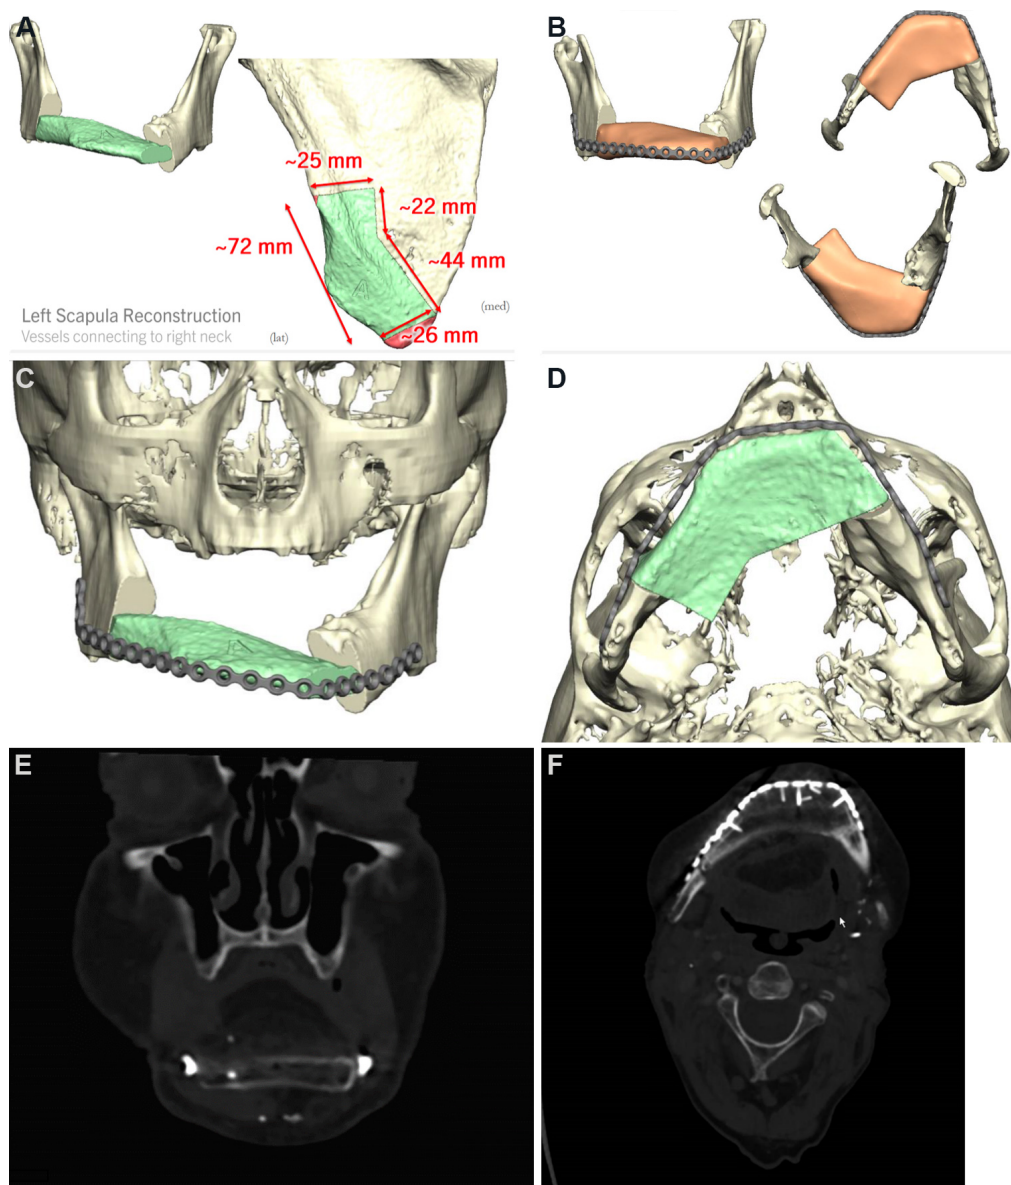 A
~25 mm
~22 mm
~72 mm
~44 mm
(med)
Left Scapula Reconstruction
Vessels connecting to right neck
(lat)
~26 mm
B
C
D
E
F